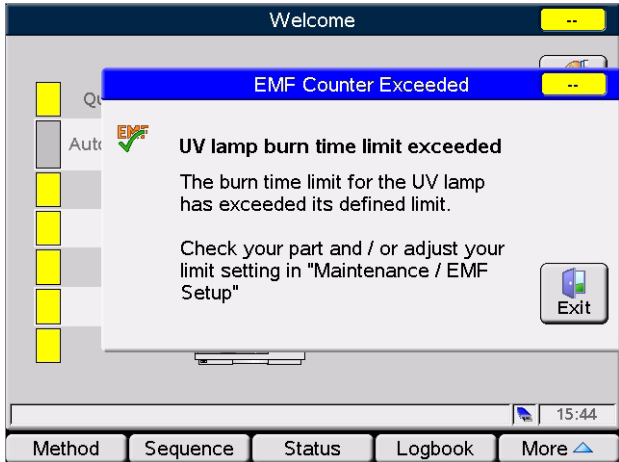 Welcome
--
EMF Counter Exceeded
--
Qu
Auto
EMF
UV lamp burn time limit exceeded
The burn time limit for the UV lamp
has exceeded its defined limit.
Check your part and / or adjust your
limit setting in "Maintenance / EMF
Setup"
Exit
15:44
Method
Sequence
Status
Logbook
More